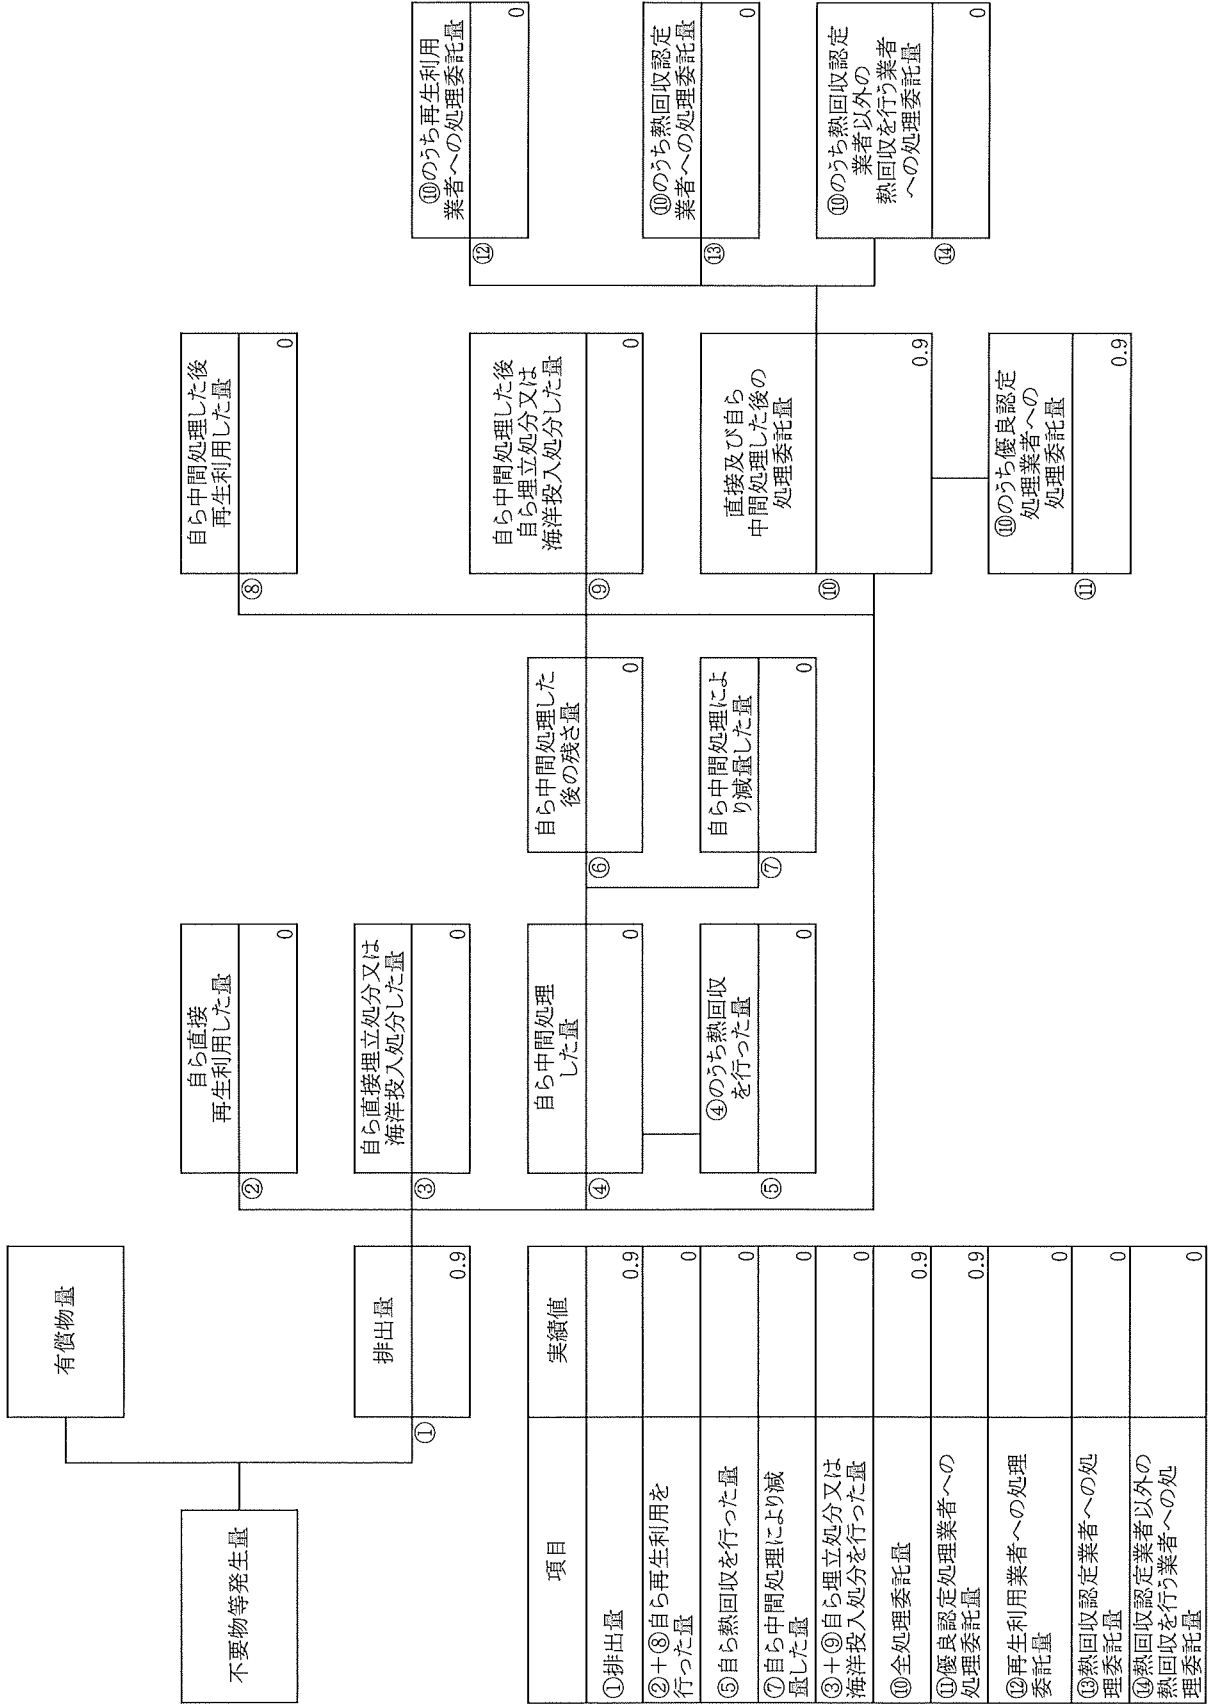 不要物等発生量
有償物量
①
排出量
0.9
②
自ら直接
再生利用した量
0
③
自ら直接埋立処分又は
海洋投入処分した量
0
④
自ら中間処理
した量
0
⑤
④のうち熱回収
を行った量
0
⑥
自ら中間処理した
後の残さ量
0
⑦
自ら中間処理によ
り減量した量
0
⑧
自ら中間処理した後
再生利用した量
0
⑨
自ら中間処理した後
自ら埋立処分又は
海洋投入処分した量
0
⑩
直接及び自ら
中間処理した後の
処理委託量
0.9
⑪
⑩のうち優良認定
処理業者への
処理委託量
0.9
⑫
⑩のうち再生利用
業者への処理委託量
0
⑬
⑩のうち熱回収認定
業者への処理委託量
0
⑭
⑩のうち熱回収認定
業者以外の
熱回収を行う業者
への処理委託量
0
項目
実績値
①排出量
0.9
②+⑧自ら再生利用を
行った量
0
⑤自ら熱回収を行った量
0
⑦自ら中間処理により減
量した量
0
③+⑨自ら埋立処分又は
海洋投入処分を行った量
0
⑩全処理委託量
0.9
⑪優良認定処理業者への
処理委託量
0.9
⑫再生利用業者への処理
委託量
0
⑬熱回収認定業者への処
理委託量
0
⑭熱回収認定業者以外の
熱回収を行う業者への処
理委託量
0